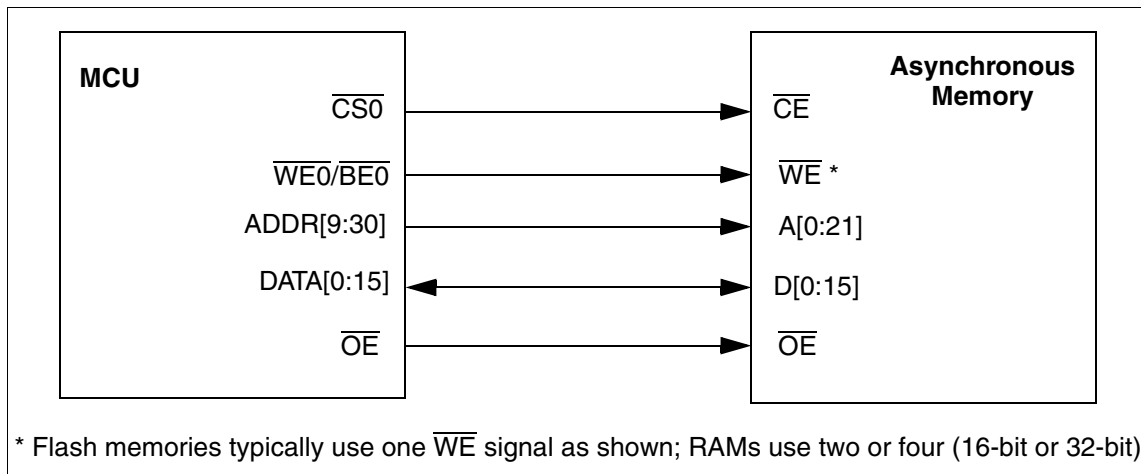 MCU
Asynchronous
Memory
CS0
CE
WE0/BE0
WE *
ADDR[9:30]
A[0:21]
DATA[0:15]
D[0:15]
OE
OE
* Flash memories typically use one WE signal as shown; RAMs use two or four (16-bit or 32-bit)